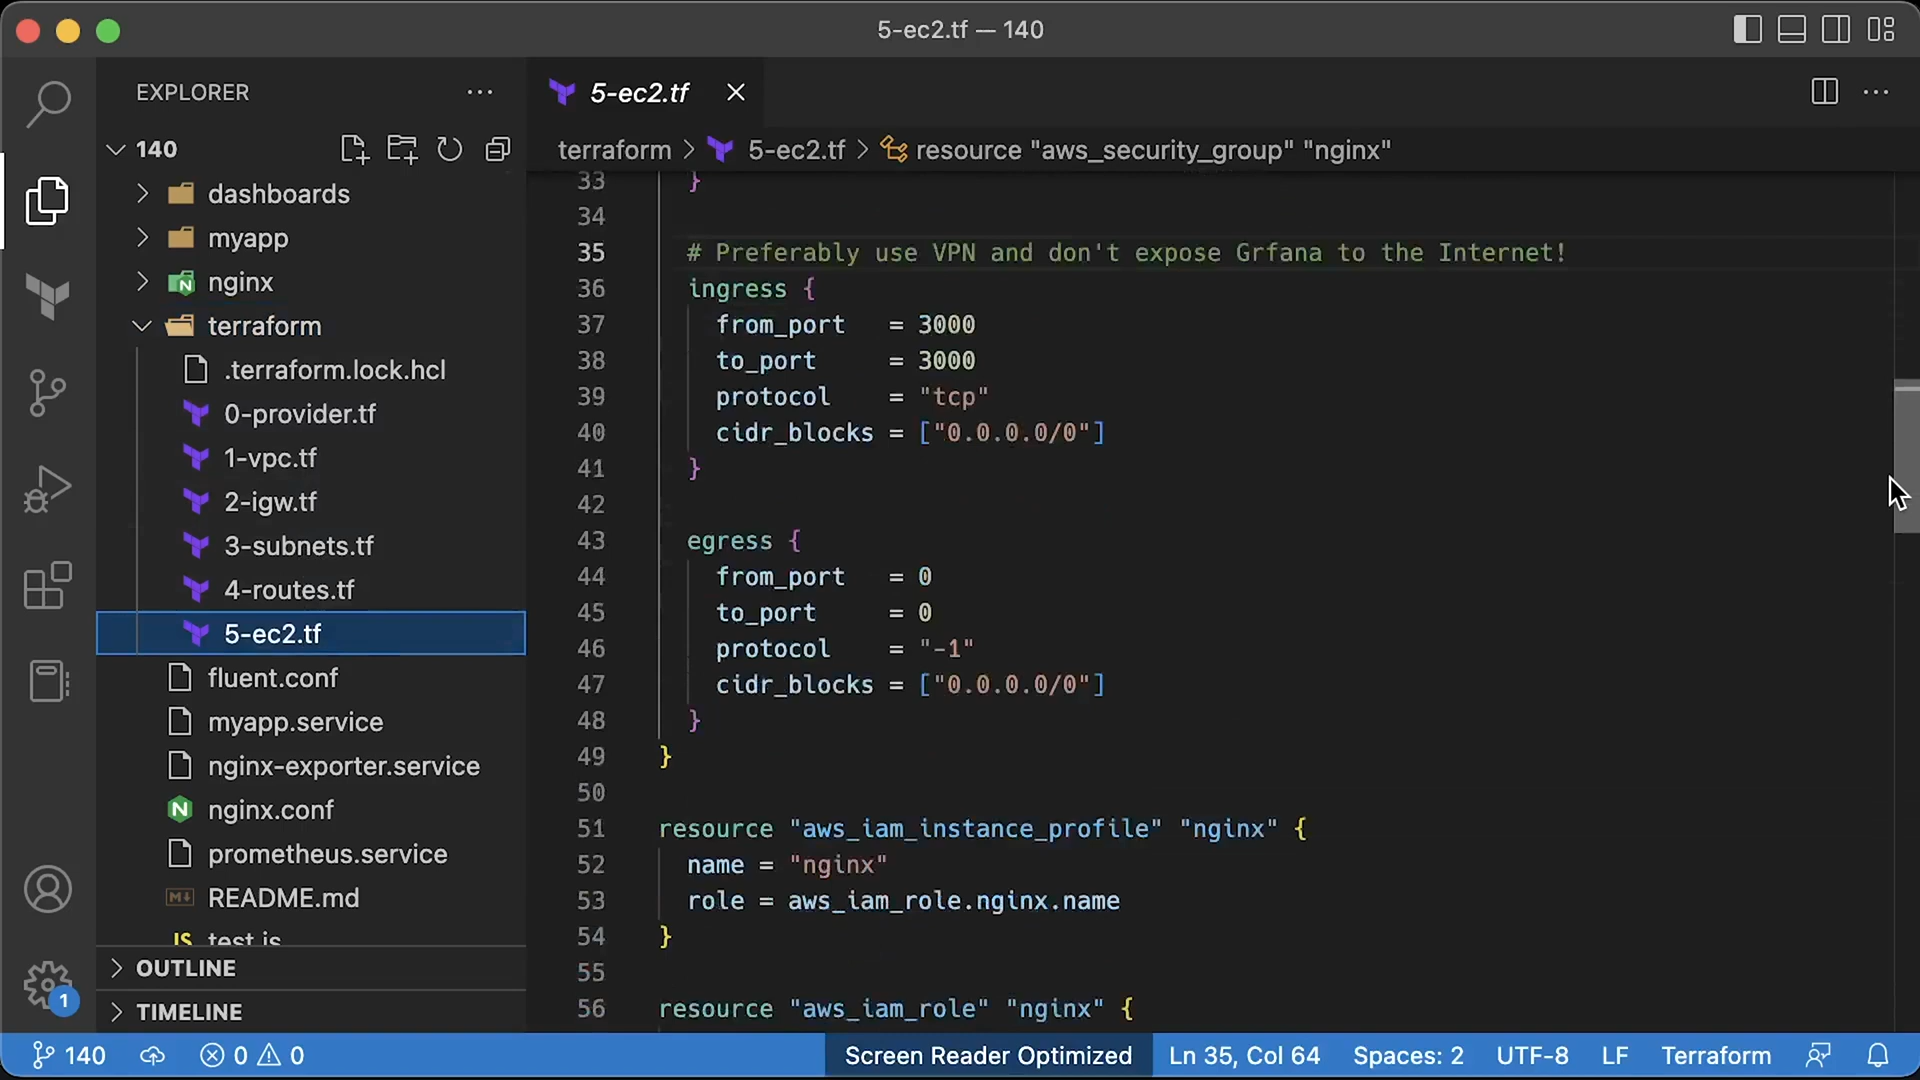 5-ec2.tf — 140
EXPLORER
140
dashboards
myapp
nginx
terraform
.terraform.lock.hcl
0-provider.tf
1-vpc.tf
2-igw.tf
3-subnets.tf
4-routes.tf
5-ec2.tf
fluent.conf
myapp.service
nginx-exporter.service
nginx.conf
prometheus.service
README.md
JS test.js
OUTLINE
TIMELINE
5-ec2.tf
terraform > 5-ec2.tf > resource "aws_security_group" "nginx"
33 }
34
35 # Preferably use VPN and don't expose Grfana to the Internet!
36 ingress {
37 from_port = 3000
38 to_port = 3000
39 protocol = "tcp"
40 cidr_blocks = ["0.0.0.0/0"]
41 }
42
43 egress {
44 from_port = 0
45 to_port = 0
46 protocol = "-1"
47 cidr_blocks = ["0.0.0.0/0"]
48 }
49 }
50
51 resource "aws_iam_instance_profile" "nginx" {
52 name = "nginx"
53 role = aws_iam_role.nginx.name
54 }
55
56 resource "aws_iam_role" "nginx" {
1
140 0 0 Screen Reader Optimized Ln 35, Col 64 Spaces: 2 UTF-8 LF Terraform